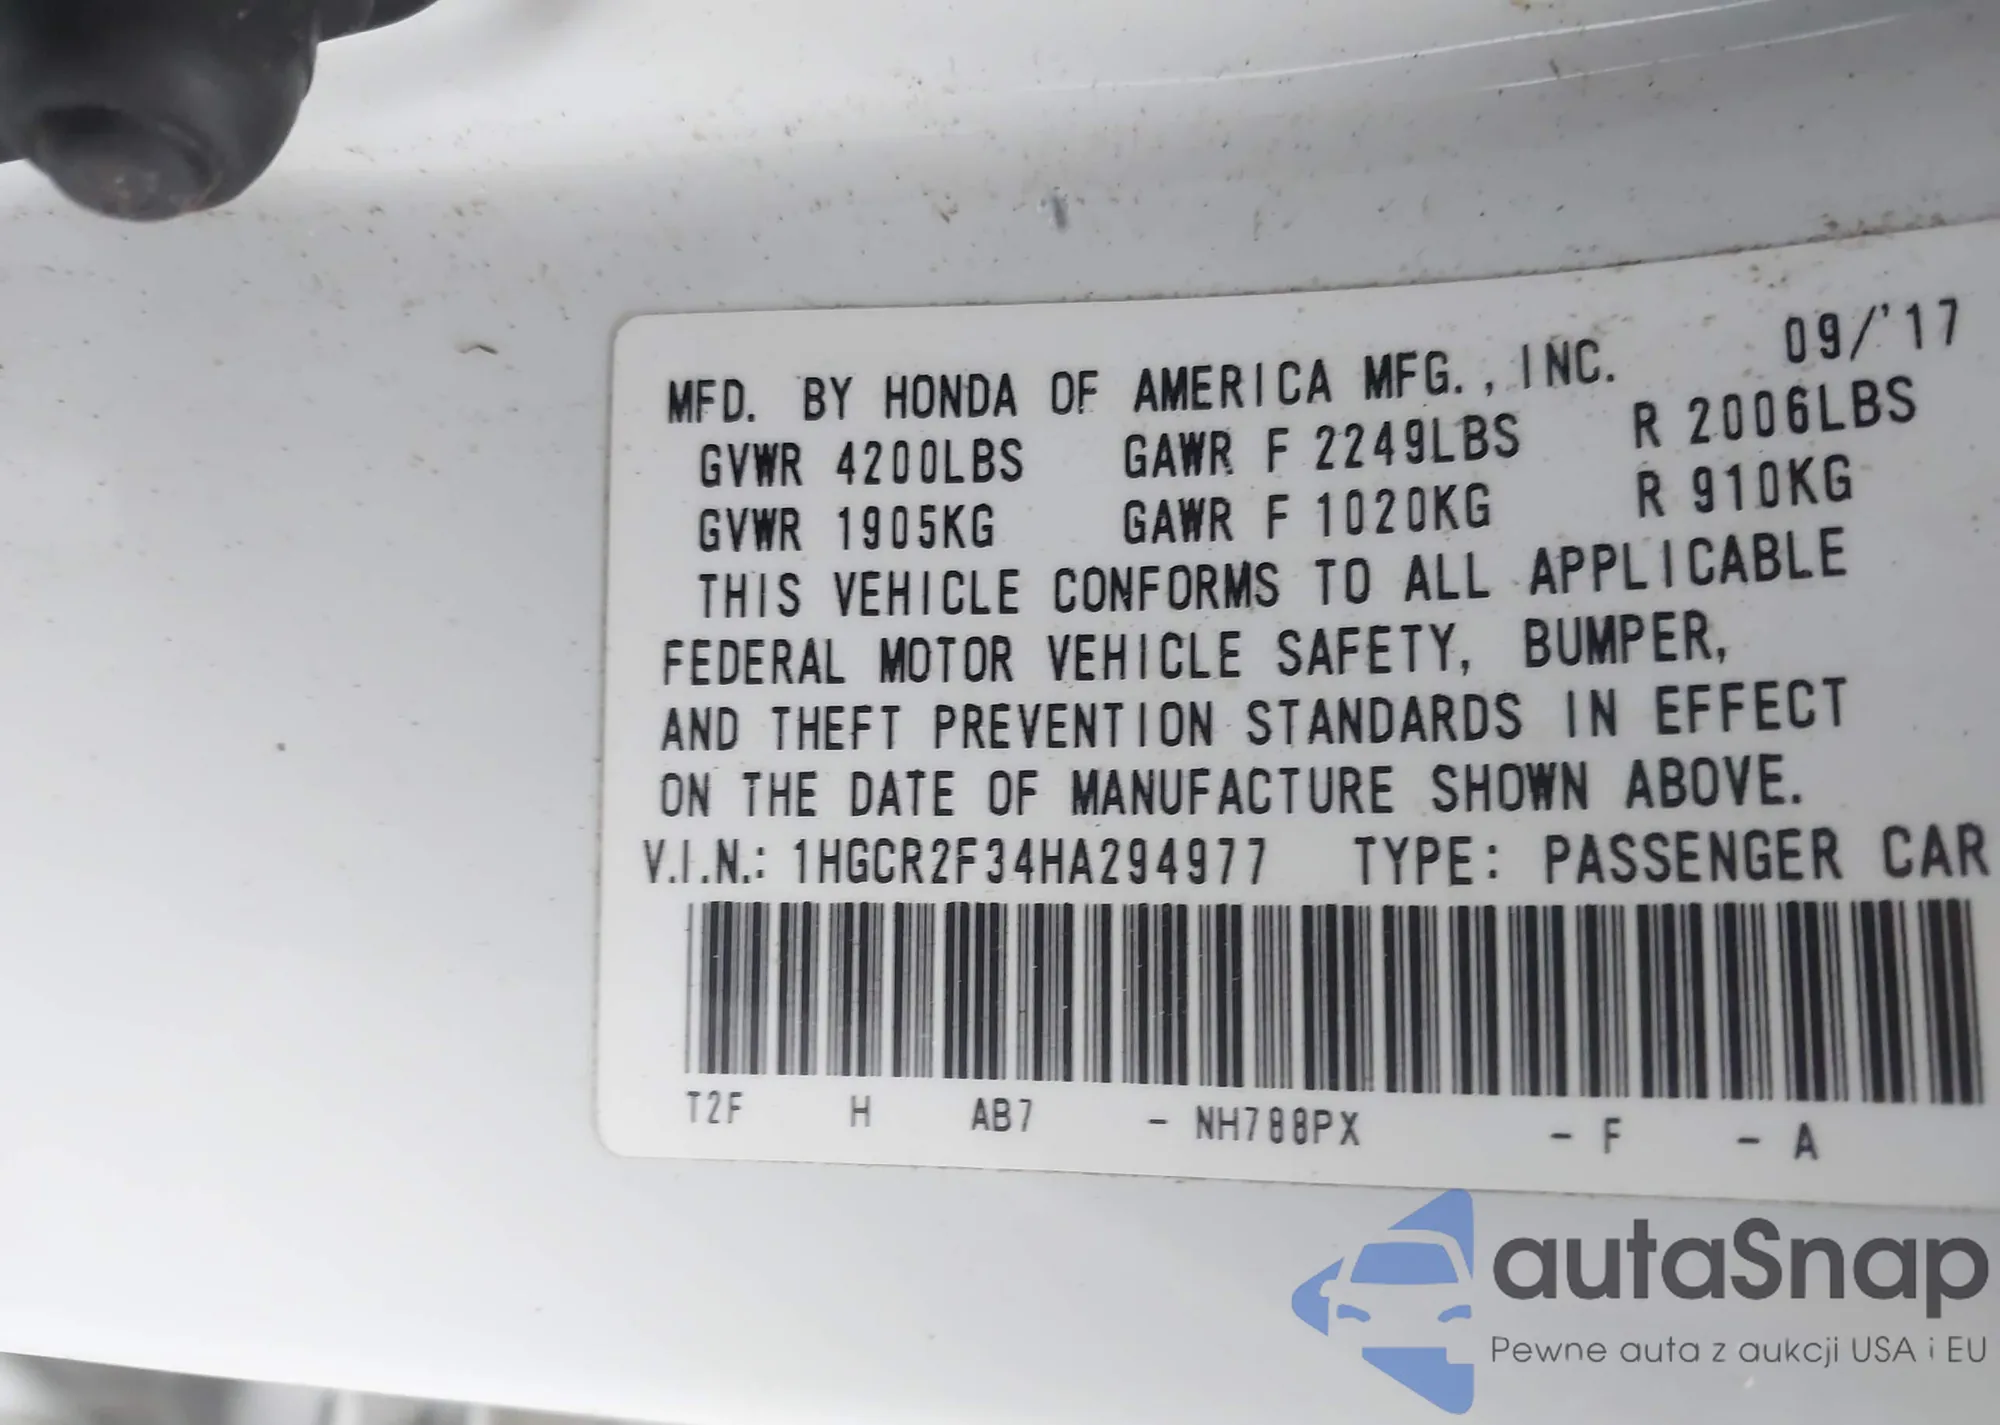 MFD. BY HONDA OF AMERICA MFG., INC. 09/'17
GVWR 4200LBS GAWR F 2249LBS R 2006LBS
GVWR 1905KG GAWR F 1020KG R 910KG
THIS VEHICLE CONFORMS TO ALL APPLICABLE
FEDERAL MOTOR VEHICLE SAFETY, BUMPER,
AND THEFT PREVENTION STANDARDS IN EFFECT
ON THE DATE OF MANUFACTURE SHOWN ABOVE.
V.I.N.: 1HGCR2F34HA294977 TYPE: PASSENGER CAR
T2F H AB7 - NH788PX - F - A
autaSnap
Pewne auta z aukcji USA i EU